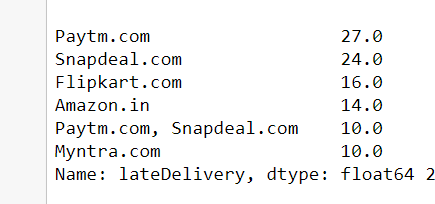 Paytm.com 27.0
Snapdeal.com 24.0
Flipkart.com 16.0
Amazon.in 14.0
Paytm.com, Snapdeal.com 10.0
Myntra.com 10.0
Name: lateDelivery, dtype: float64 2